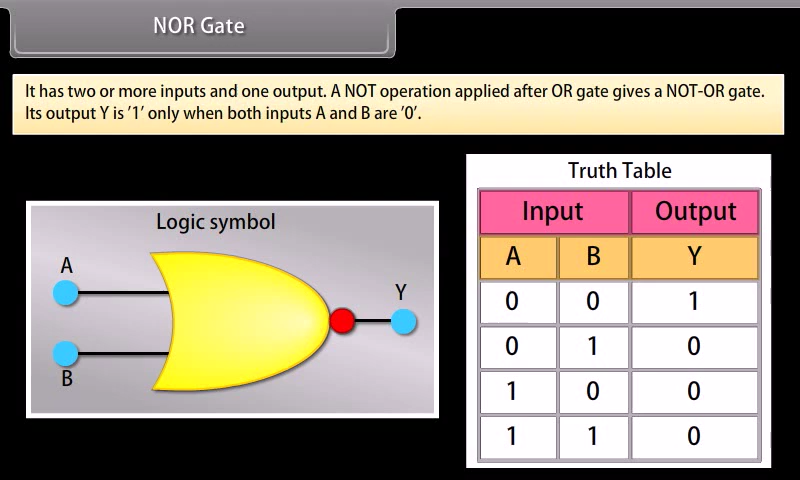 NOR Gate
It has two or more inputs and one output. A NOT operation applied after OR gate gives a NOT-OR gate.
Its output Y is '1' only when both inputs A and B are '0'.
Logic symbol
A
B
Y
Truth Table
Input Output
A B Y
0 0 1
0 1 0
1 0 0
1 1 0